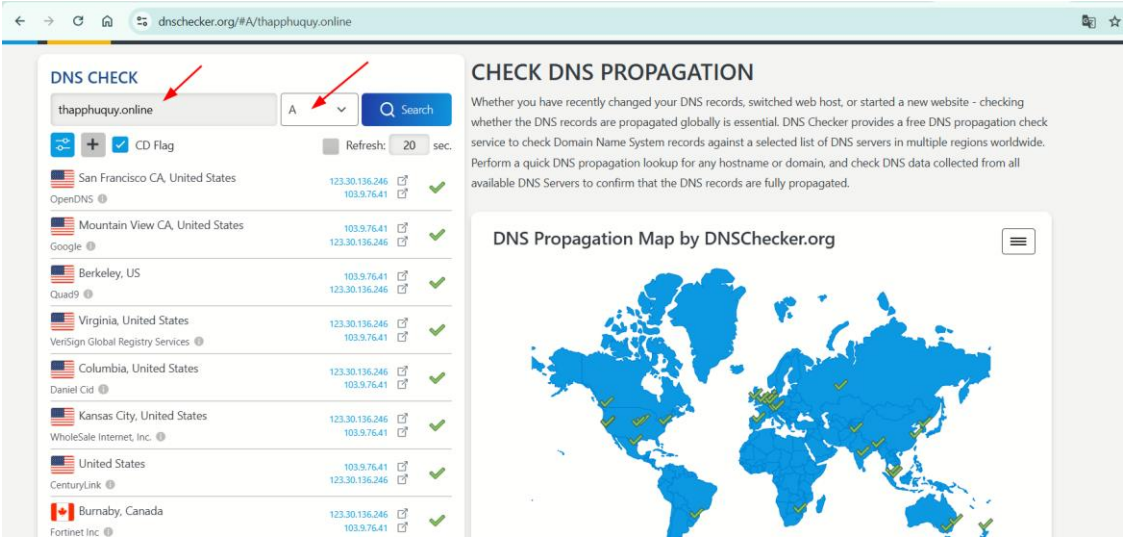 dnschecker.org/#A/thapphuquy.online
DNS CHECK
thapphuquy.online
A
Search
CD Flag
Refresh: 20 sec.
San Francisco CA, United States
OpenDNS
123.30.136.246
103.9.76.41
Mountain View CA, United States
Google
103.9.76.41
123.30.136.246
Berkeley, US
Quad9
103.9.76.41
123.30.136.246
Virginia, United States
VeriSign Global Registry Services
123.30.136.246
103.9.76.41
Columbia, United States
Daniel Cid
123.30.136.246
103.9.76.41
Kansas City, United States
WholeSale Internet, Inc.
123.30.136.246
103.9.76.41
United States
CenturyLink
103.9.76.41
123.30.136.246
Burnaby, Canada
Fortinet Inc
123.30.136.246
103.9.76.41
CHECK DNS PROPAGATION
Whether you have recently changed your DNS records, switched web host, or started a new website - checking
whether the DNS records are propagated globally is essential. DNS Checker provides a free DNS propagation check
service to check Domain Name System records against a selected list of DNS servers in multiple regions worldwide.
Perform a quick DNS propagation lookup for any hostname or domain, and check DNS data collected from all
available DNS Servers to confirm that the DNS records are fully propagated.
DNS Propagation Map by DNSChecker.org